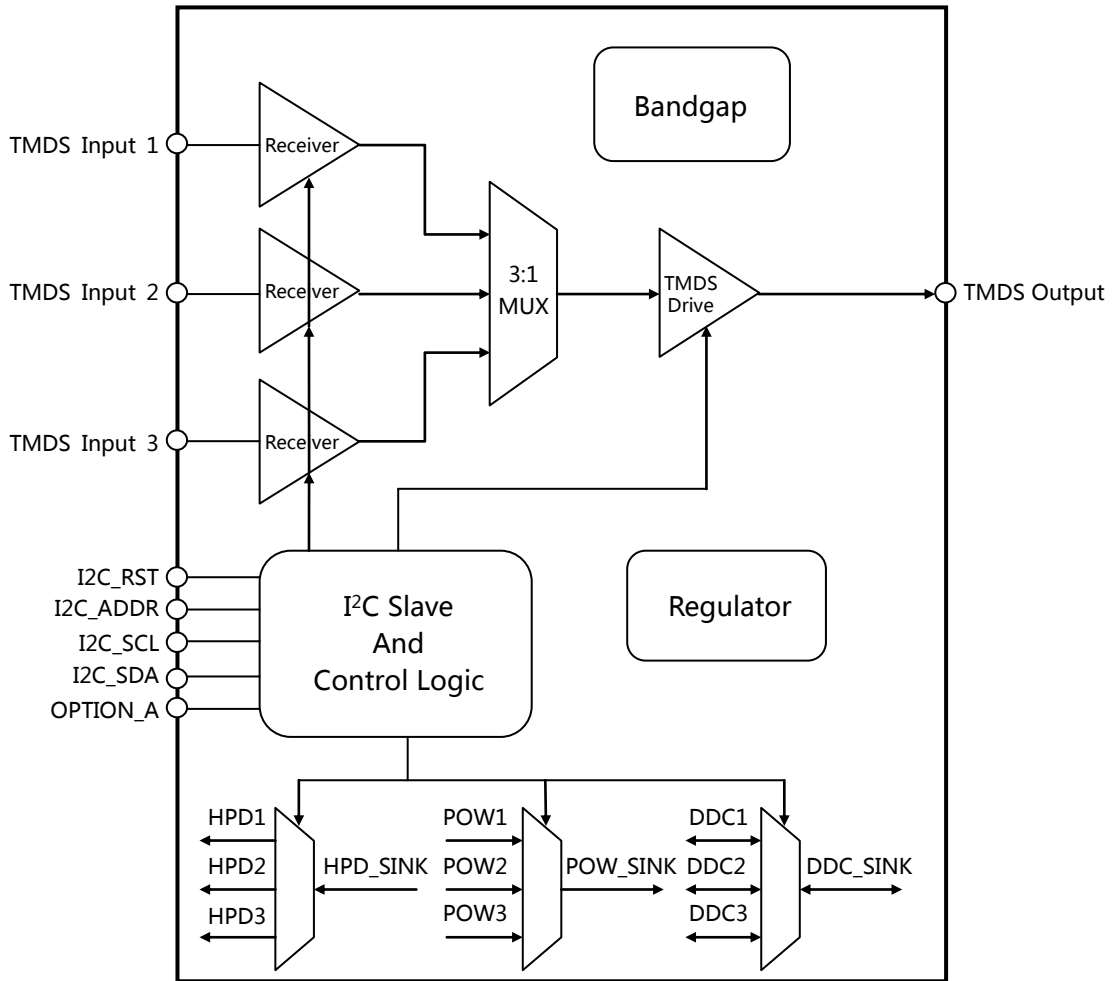 Bandgap
TMDS Input 1
Receiver
TMDS Input 2
Receiver
3:1
MUX
TMDS
Drive
TMDS Output
TMDS Input 3
Receiver
I2C_RST
I2C_ADDR
I2C_SCL
I2C_SDA
OPTION_A
I²C Slave
And
Control Logic
Regulator
HPD1
HPD2
HPD3
HPD_SINK
POW1
POW2
POW3
POW_SINK
DDC1
DDC2
DDC3
DDC_SINK